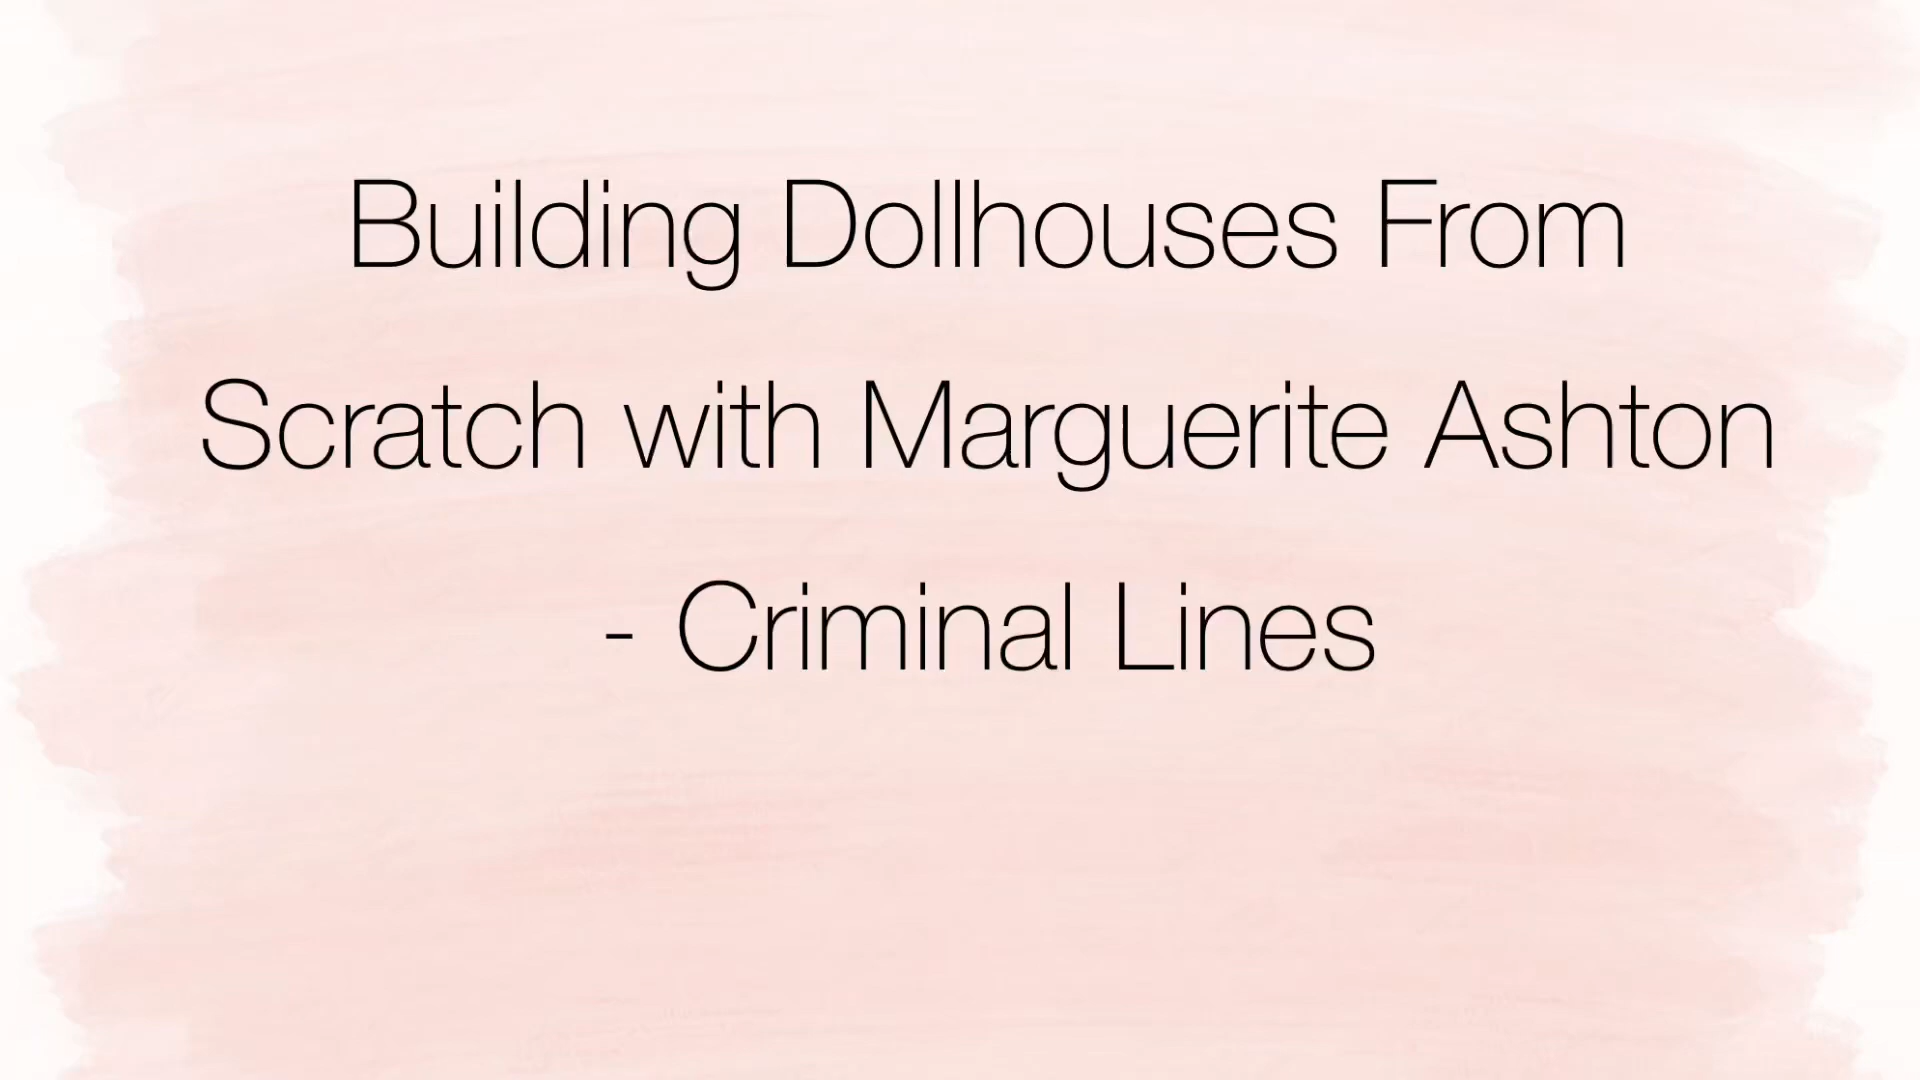 Building Dollhouses From
Scratch with Marguerite Ashton
- Criminal Lines